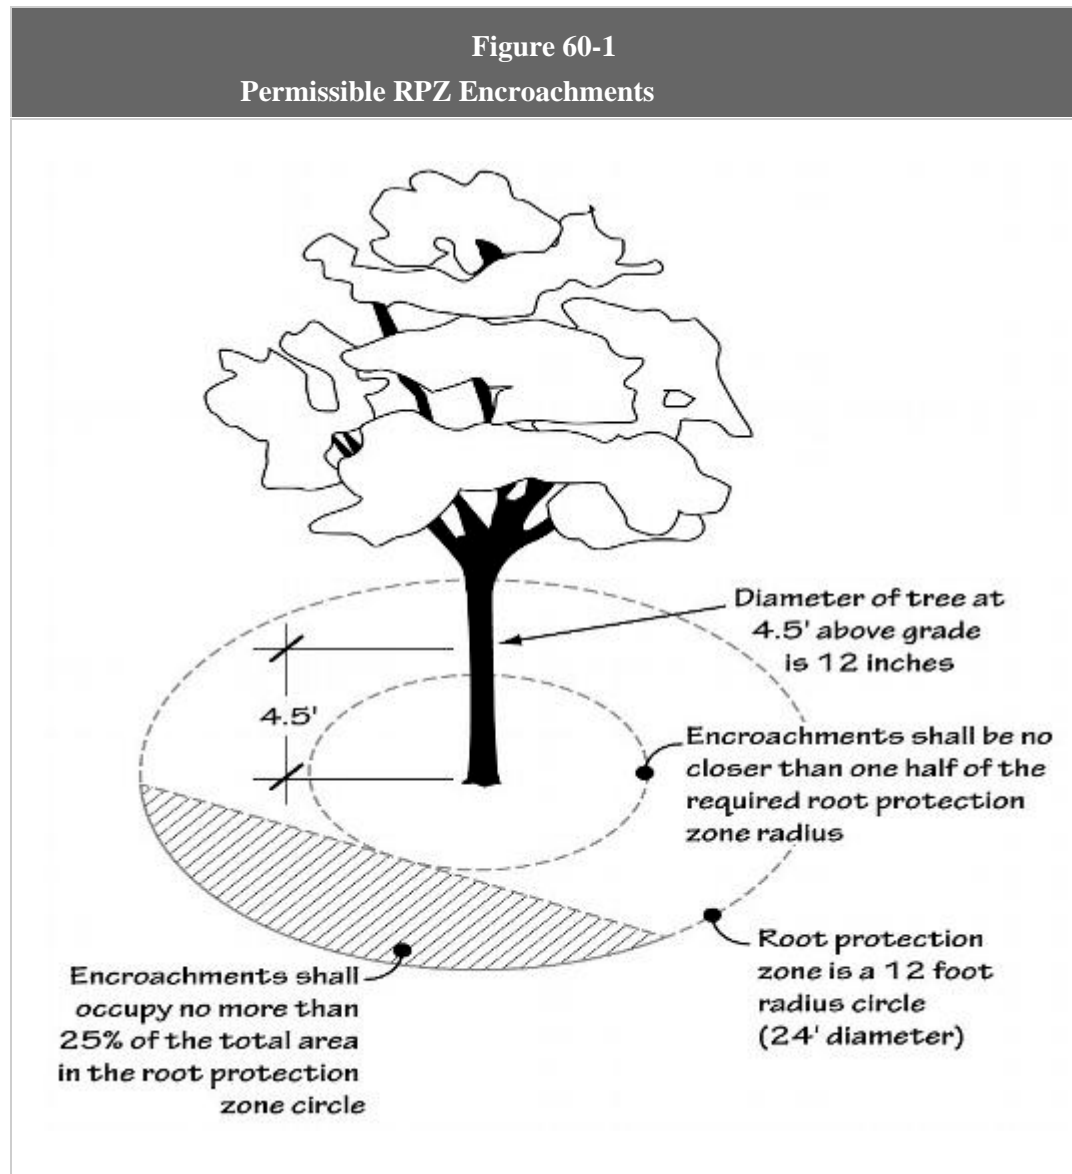 Figure 60-1
Permissible RPZ Encroachments
Diameter of tree at
4.5' above grade
is 12 inches
4.5'
Encroachments shall be no
closer than one half of the
required root protection
zone radius
Root protection
zone is a 12 foot
radius circle
(24' diameter)
Encroachments shall
occupy no more than
25% of the total area
in the root protection
zone circle